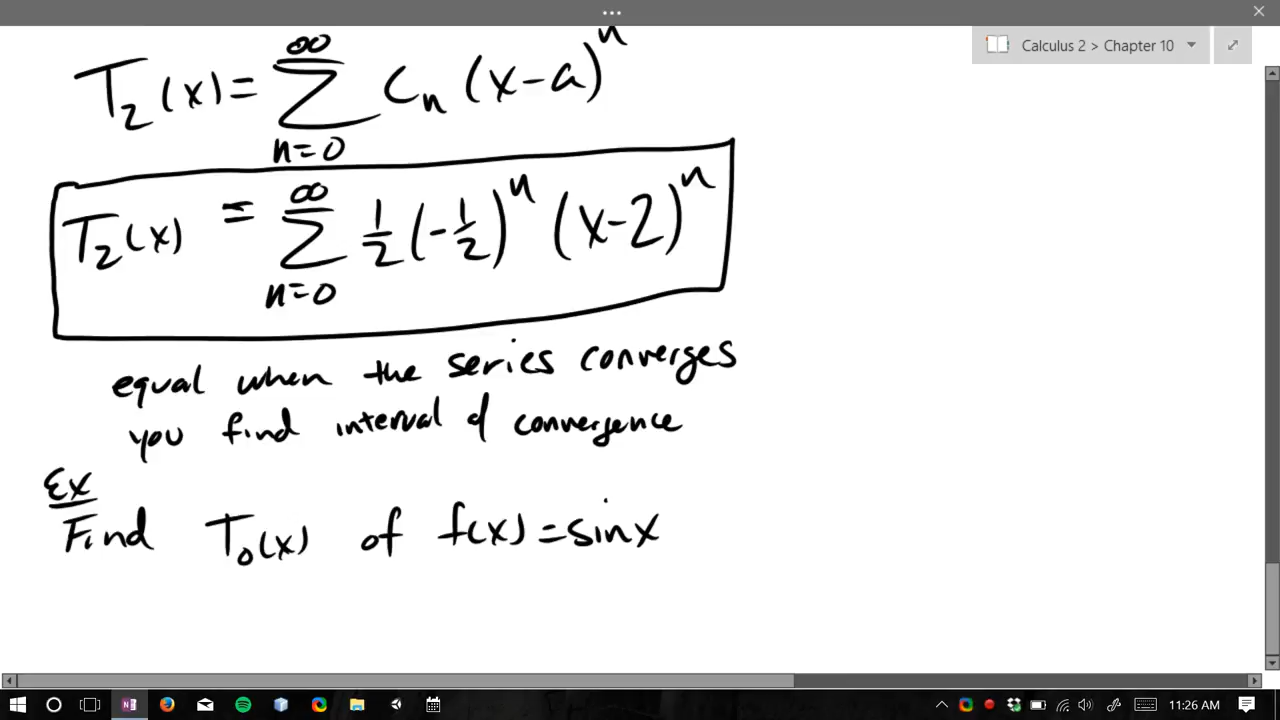 Calculus 2 > Chapter 10
T₂(x) = ∑_{n=0}^{∞} Cₙ (x-a)ⁿ
T₂(x) = ∑_{n=0}^{∞} 1/2 (-1/2)ⁿ (x-2)ⁿ
equal when the series converges
you find interval of convergence
Ex
Find T₀(x) of f(x) = sinx
11:26 AM